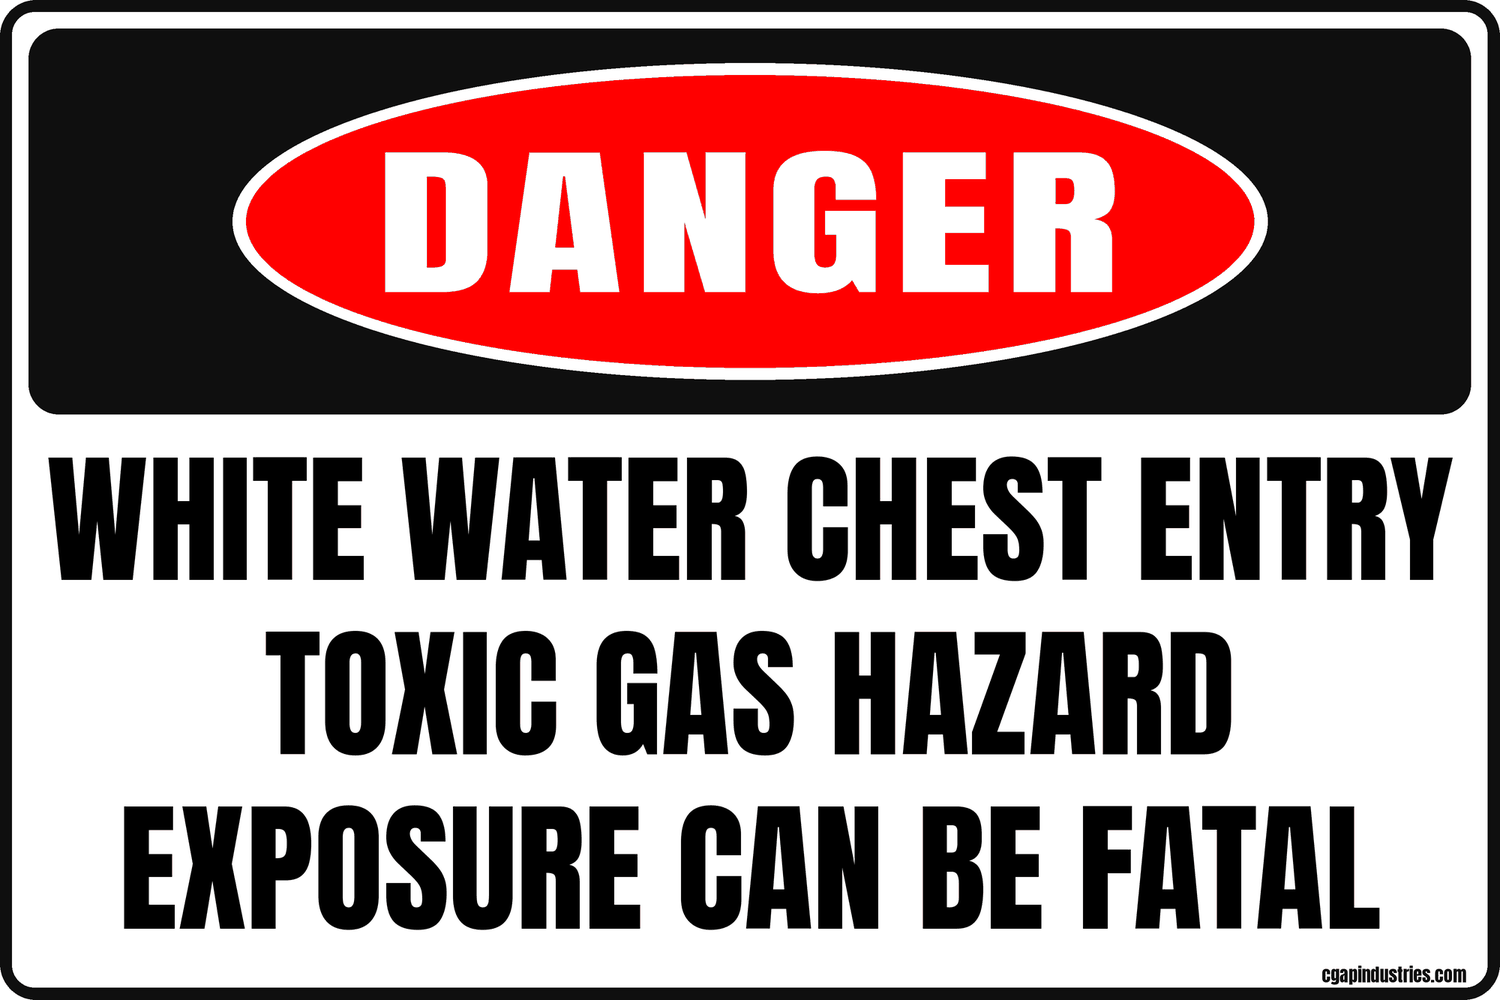 DANGER
WHITE WATER CHEST ENTRY
TOXIC GAS HAZARD
EXPOSURE CAN BE FATAL
cgapindustries.com